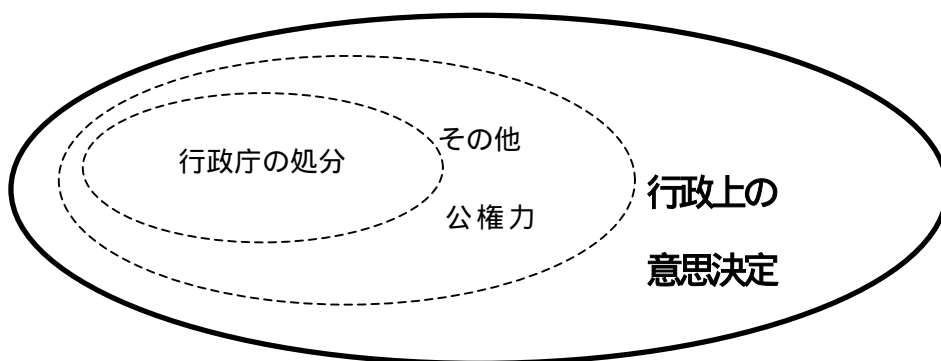 その他
行政庁の処分
行政上の
公権力
意思決定